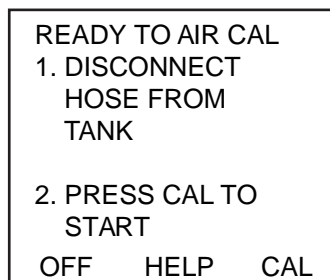 READY TO AIR CAL
1. DISCONNECT
HOSE FROM
TANK
2. PRESS CAL TO
START
OFF HELP CAL